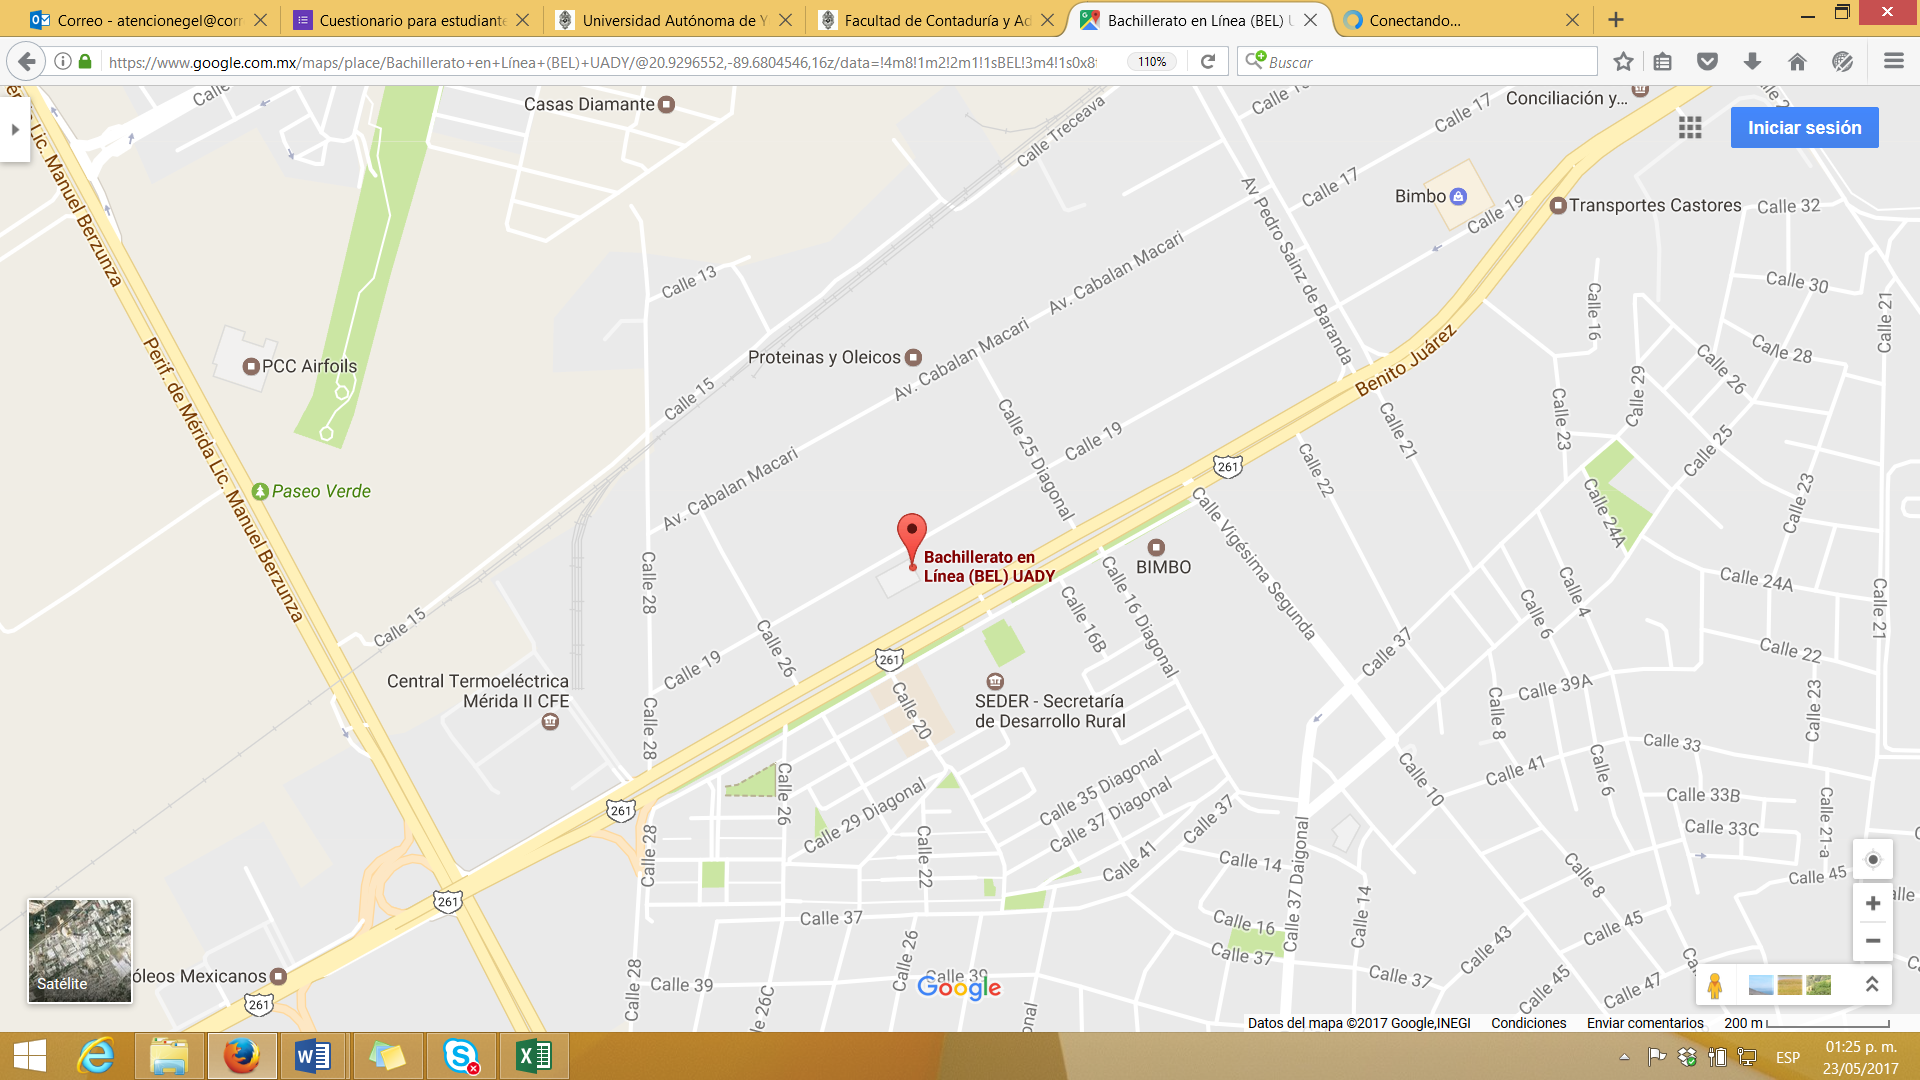 Correo - atencionegel@corr
Cuestionario para estudiante
Universidad Autónoma de Y
Facultad de Contaduría y Ad
Bachillerato en Línea (BEL) U
Conectando...
https://www.google.com.mx/maps/place/Bachillerato+en+Línea+(BEL)+UADY/@20.9296552,-89.6804546,16z/data=!4m8!1m2!2m1!1sBEL!3m4!1s0x8
110%
Buscar
Casas Diamante
Calle
Calle Treceava
Calle 17
Conciliación y...
Iniciar sesión
Lic. Manuel Berzunza
Calle 17
Bimbo
Calle 19
Transportes Castores
Calle 32
Av Pedro Sainz de Baranda
Calle 13
Av. Cabalan Macari
Calle 30
Calle 16
Calle 21
PCC Airfoils
Proteinas y Oleicos
Av. Cabalan Macari
Benito Juárez
Calle 28
Calle 26
Calle 29
Calle 15
Perif. de Mérida Lic. Manuel Berzunza
Calle 25 Diagonal
Calle 19
Calle 21
Calle 23
Calle 25
261
Calle 22
Paseo Verde
Av. Cabalan Macari
Calle Vigésima Segunda
Calle 24A
Calle 23
Bachillerato en
Línea (BEL) UADY
BIMBO
Calle 28
Calle 16 Diagonal
Calle 16B
Calle 4
Calle 6
Calle 24A
Calle 21
Calle 15
Calle 26
Calle 19
261
Calle 37
Calle 22
Central Termoeléctrica
Mérida II CFE
SEDER - Secretaría
de Desarrollo Rural
Calle 20
Calle 39A
Calle 8
Calle 23
Calle 28
Calle 33
Calle 41
Calle 6
Calle 10
Calle 26
Calle 35 Diagonal
Calle 37 Diagonal
Calle 29 Diagonal
Calle 37
Calle 33B
Calle 33C
Calle 21-a
261
Calle 28
Calle 22
Calle 41
Calle 14
Calle 37 Daigonal
Calle 8
Calle 45
261
Calle 37
Calle 14
Calle 16
Calle 37
Calle 45
Calle 43
Calle 26
Satélite
óleos Mexicanos
261
Calle 28
Calle 39
Calle 39
Google
Calle 37
Calle 45
Calle 47
le 26C
onal
Datos del mapa ©2017 Google,INEGI
Condiciones
Enviar comentarios
200 m
ESP
01:25 p. m.
23/05/2017